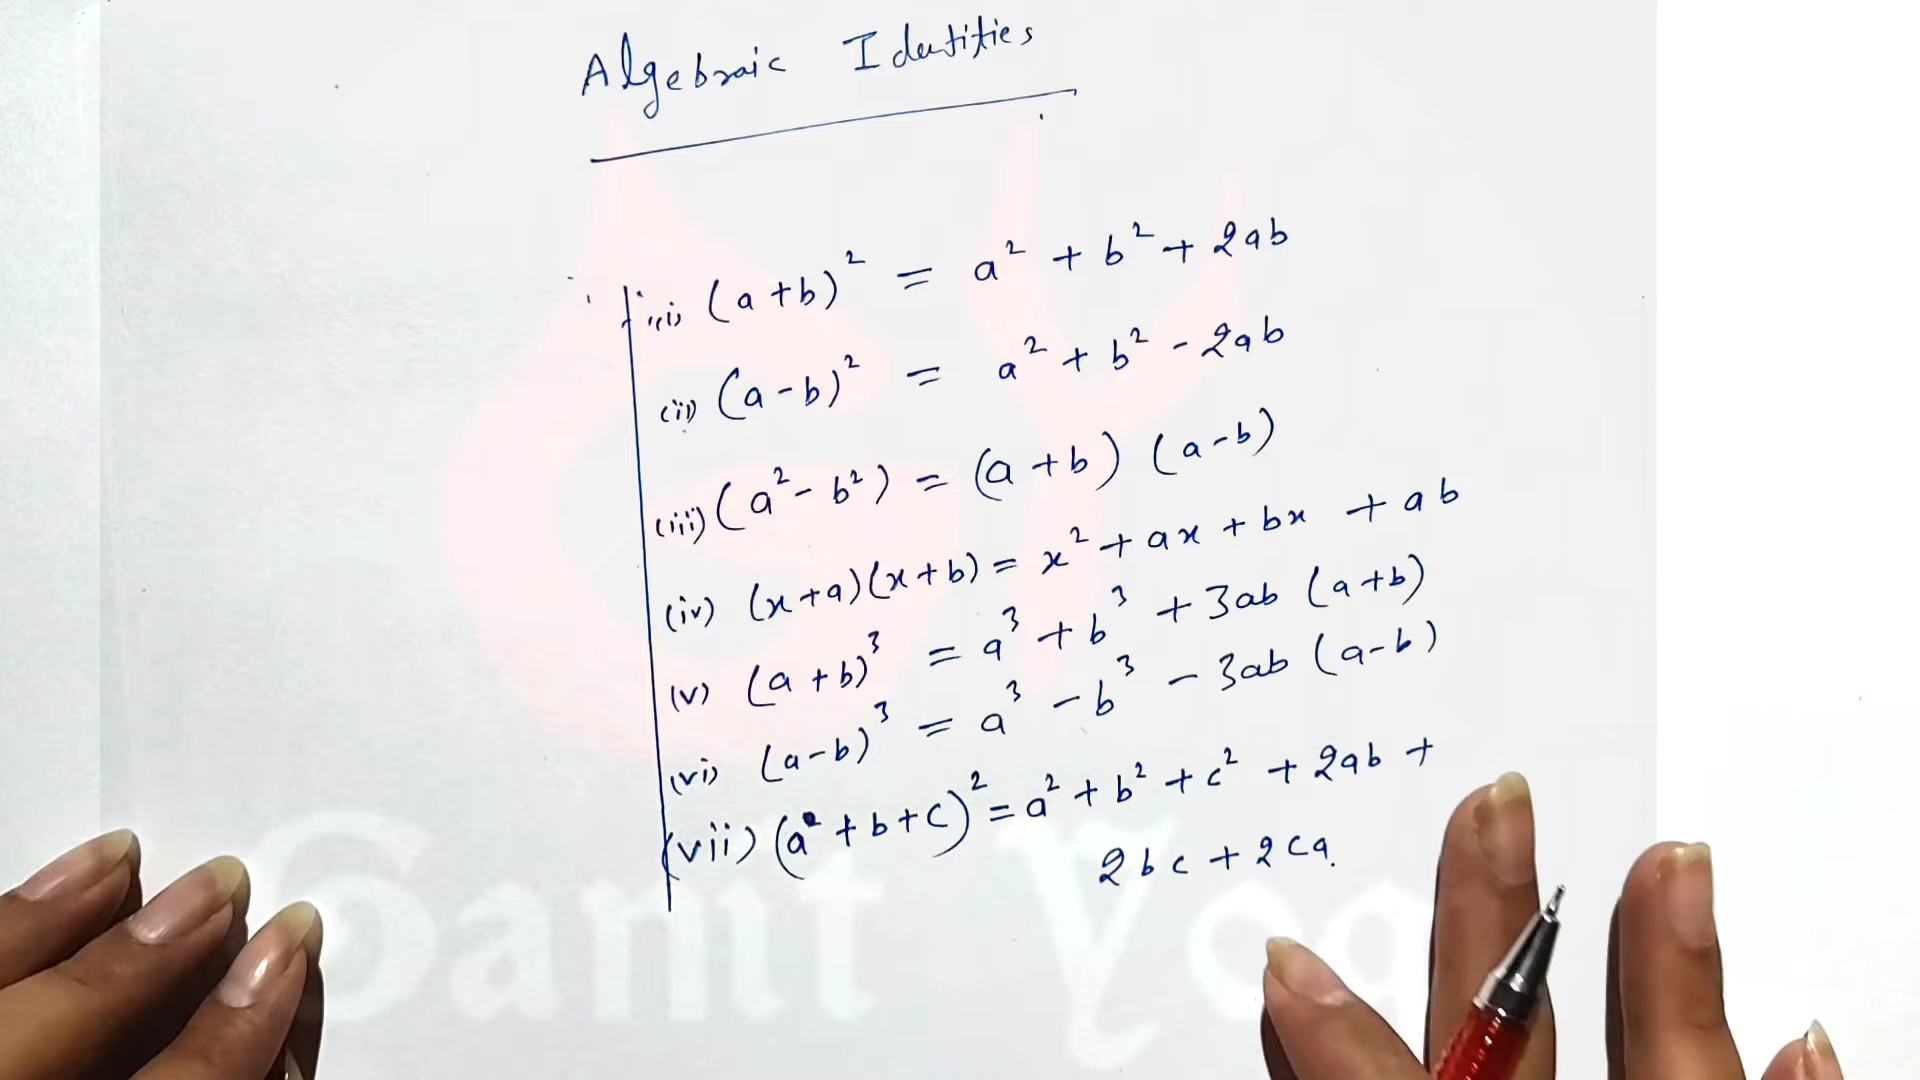 Algebraic Identities
(i) (a+b)² = a² + b² + 2ab
(ii) (a-b)² = a² + b² - 2ab
(iii) (a² - b²) = (a+b) (a-b)
(iv) (x+a)(x+b) = x² + ax + bx + ab
(v) (a+b)³ = a³ + b³ + 3ab (a+b)
(vi) (a-b)³ = a³ - b³ - 3ab (a-b)
(vii) (a + b + c)² = a² + b² + c² + 2ab +
2bc + 2ca.